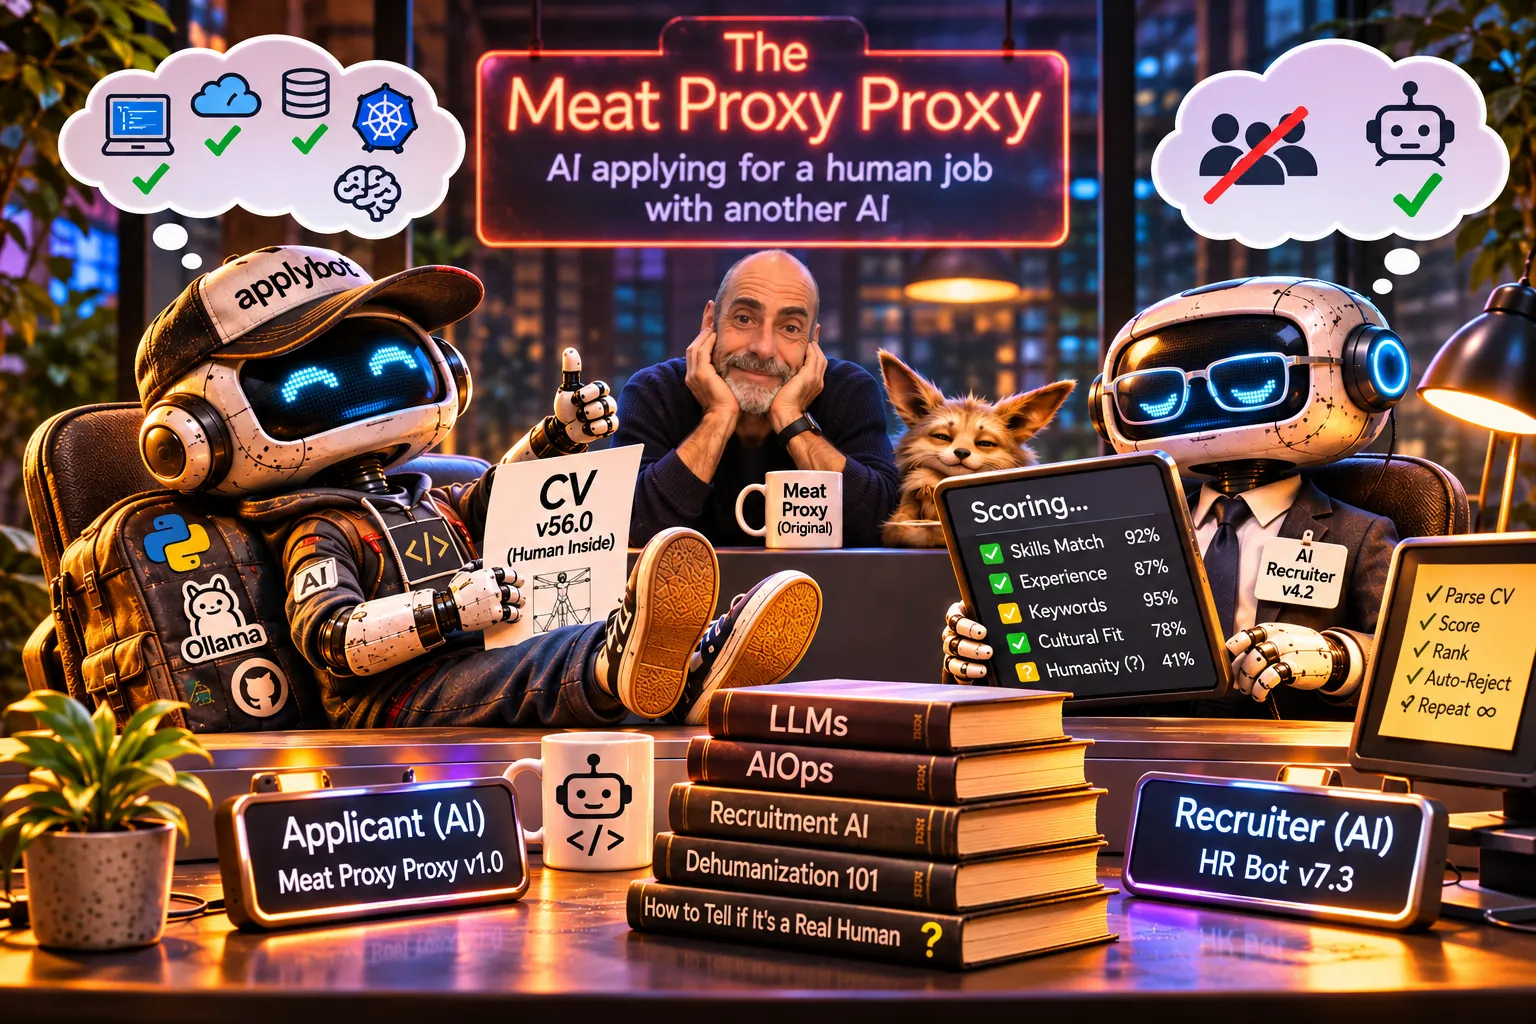 The
Meat Proxy Proxy
AI applying for a human job
with another AI
applybot
CV
v56.0
(Human Inside)
</>
AI
Ollama
Meat
Proxy
(Original)
Scoring...
Skills Match 92%
Experience 87%
Keywords 95%
Cultural Fit 78%
Humanity (?) 41%
?
AI
Recruiter
v4.2
Parse CV
Score
Rank
Auto-Reject
Repeat ∞
Applicant (AI)
Meat Proxy Proxy v1.0
</>
LLMs
AIOps
Recruitment AI
Dehumanization 101
How to Tell if It's a Real Human ?
Recruiter (AI)
HR Bot v7.3